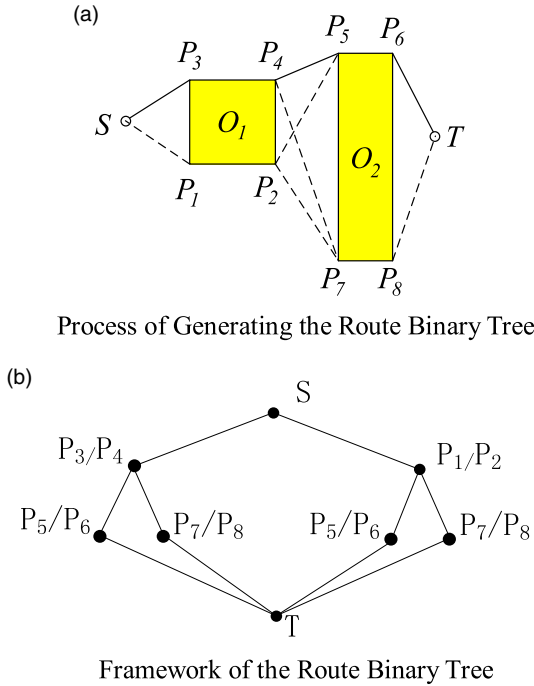 (a)
P5 P6
P3 P4
S O1 T
O2
P1 P2
P7 P8
Process of Generating the Route Binary Tree
(b)
S
P3/P4 P1/P2
P5/P6 P7/P8 P5/P6 P7/P8
T
Framework of the Route Binary Tree